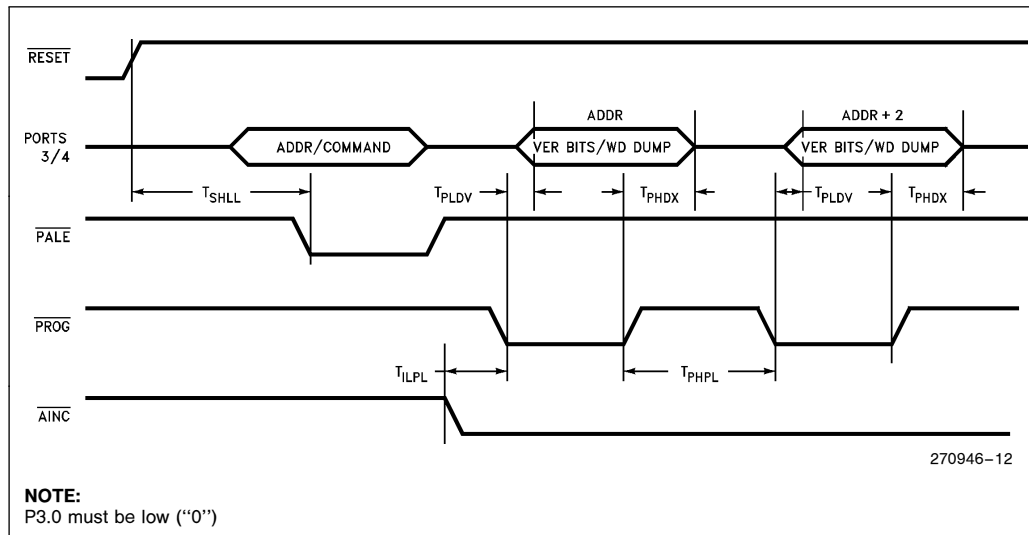 RESET
ADDR
ADDR + 2
PORTS
3/4
ADDR/COMMAND
VER BITS/WD DUMP
VER BITS/WD DUMP
TSHLL
TPLDV
TPHDX
TPLDV
TPHDX
PALE
PROG
TILPL
TPHPL
AINC
270946–12
NOTE:
P3.0 must be low (‘‘0’’)